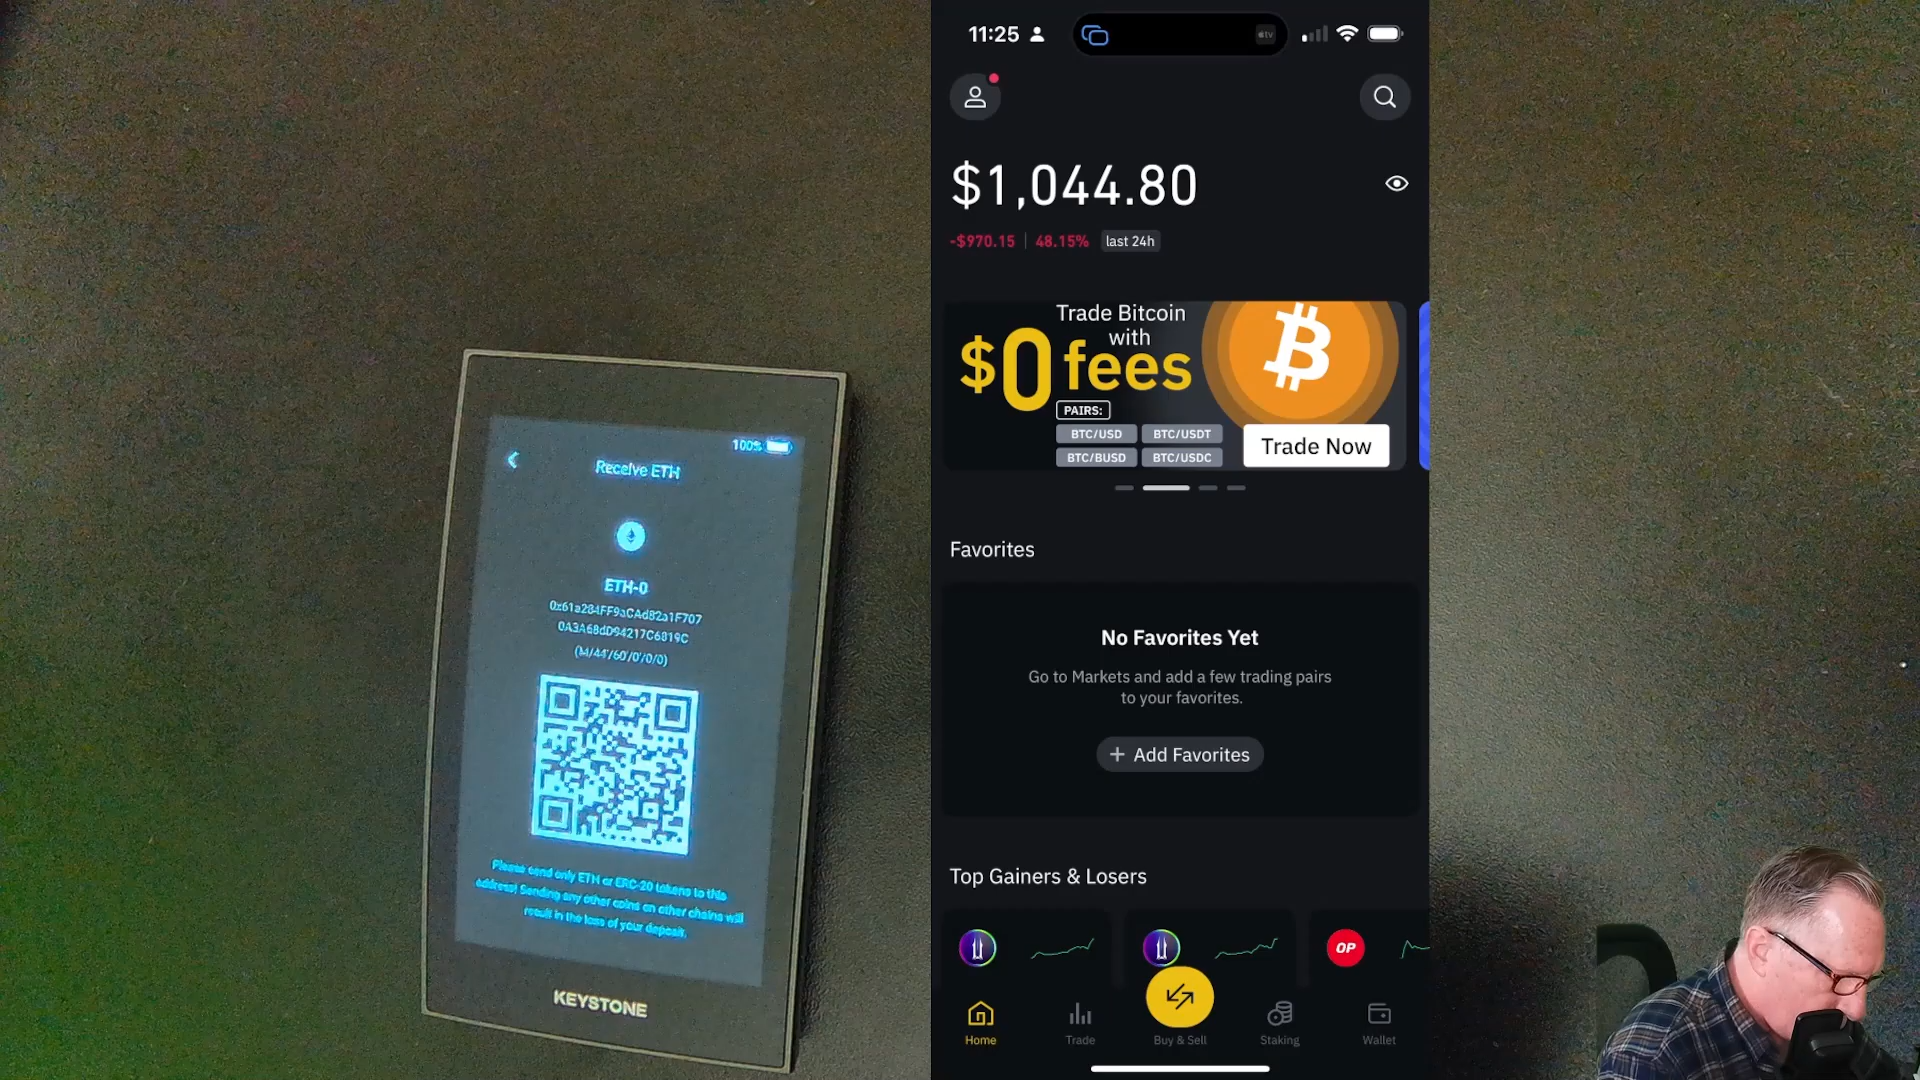 100%
Receive ETH
ETH-0
0x61a284FF9aCAd82a1F707
0A3A68dD94217C6819C
(M/44'/60'/0'/0/0)
Please send only ETH or ERC-20 tokens to this
address! Sending any other coins on other chains will
result in the loss of your deposit.
KEYSTONE
11:25
tv
$1,044.80
-$970.15 | 48.15% last 24h
Trade Bitcoin
with
$0 fees
PAIRS:
BTC/USD BTC/USDT
BTC/BUSD BTC/USDC
Trade Now
Favorites
No Favorites Yet
Go to Markets and add a few trading pairs
to your favorites.
+ Add Favorites
Top Gainers & Losers
OP
Home Trade Buy & Sell Staking Wallet